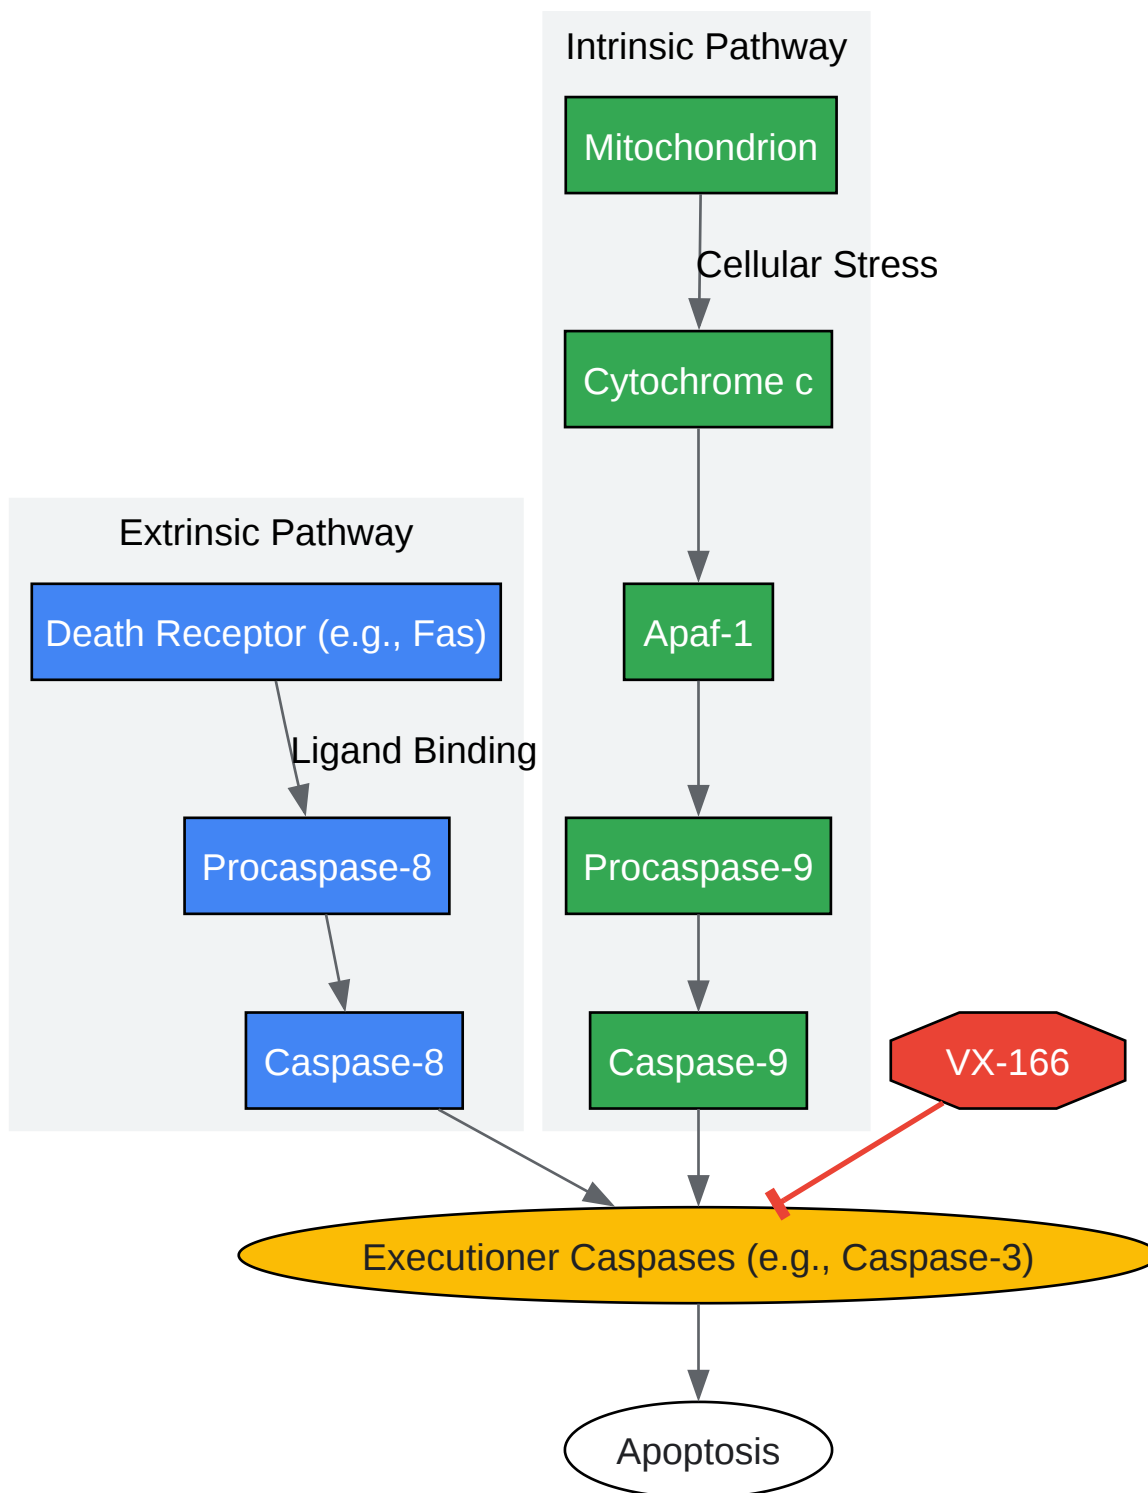 Intrinsic Pathway
Mitochondrion
Cellular Stress
Cytochrome c
Extrinsic Pathway
Death Receptor (e.g., Fas)
Apaf-1
Ligand Binding
Procaspase-8
Procaspase-9
Caspase-8
Caspase-9
VX-166
Executioner Caspases (e.g., Caspase-3)
Apoptosis